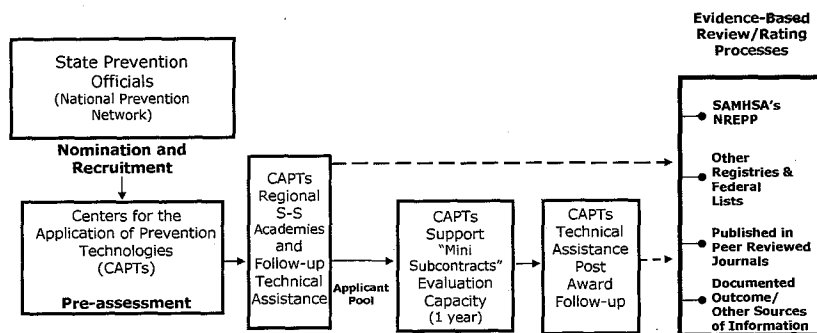 Evidence-Based
Review/Rating
Processes
State Prevention
Officials
(National Prevention
Network)
Nomination and
Recruitment
Centers for the
Application of Prevention
Technologies
(CAPTs)
Pre-assessment
CAPTs
Regional
S-S
Academies
and
Follow-up
Technical
Assistance
Applicant
Pool
CAPTs
Support
"Mini
Subcontracts"
Evaluation
Capacity
(1 year)
CAPTs
Technical
Assistance
Post
Award
Follow-up
SAMHSA's
NREPP
Other
Registries &
Federal
Lists
Published in
Peer Reviewed
Journals
Documented
Outcome/
Other Sources
of Information